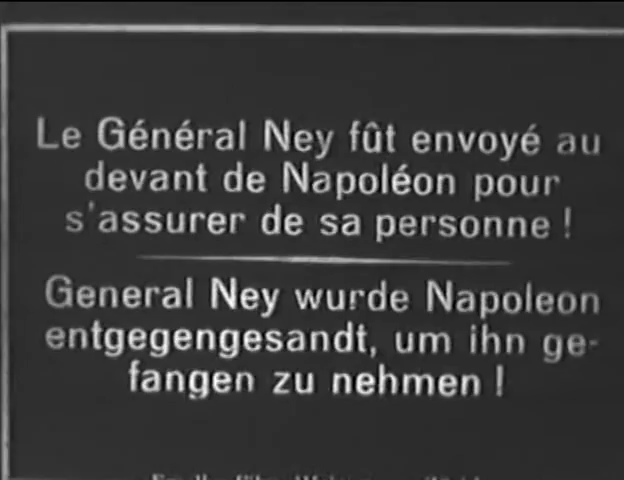 Le Général Ney fût envoyé au
devant de Napoléon pour
s'assurer de sa personne !
General Ney wurde Napoleon
entgegengesandt, um ihn ge-
fangen zu nehmen !